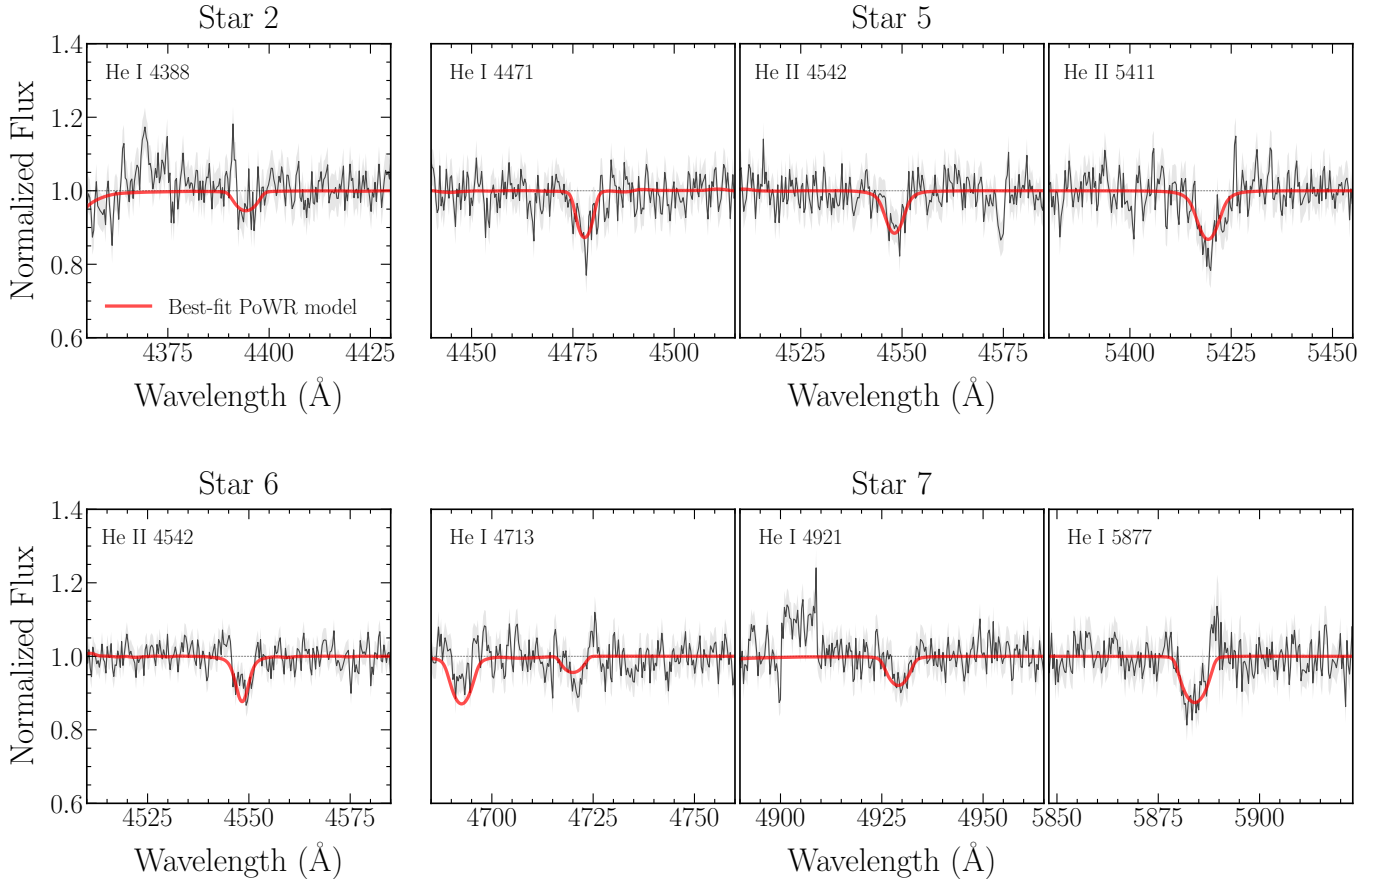 Star 2
Star 5
Normalized Flux
1.4
1.2
1.0
0.8
0.6
He I 4388
Best-fit PoWR model
He I 4471
He II 4542
He II 5411
4375 4400 4425
4450 4475 4500
4525 4550 4575
5400 5425 5450
Wavelength (Å)
Wavelength (Å)
Star 6
Star 7
Normalized Flux
1.4
1.2
1.0
0.8
0.6
He II 4542
He I 4713
He I 4921
He I 5877
4525 4550 4575
4700 4725 4750
4900 4925 4950
5850 5875 5900
Wavelength (Å)
Wavelength (Å)